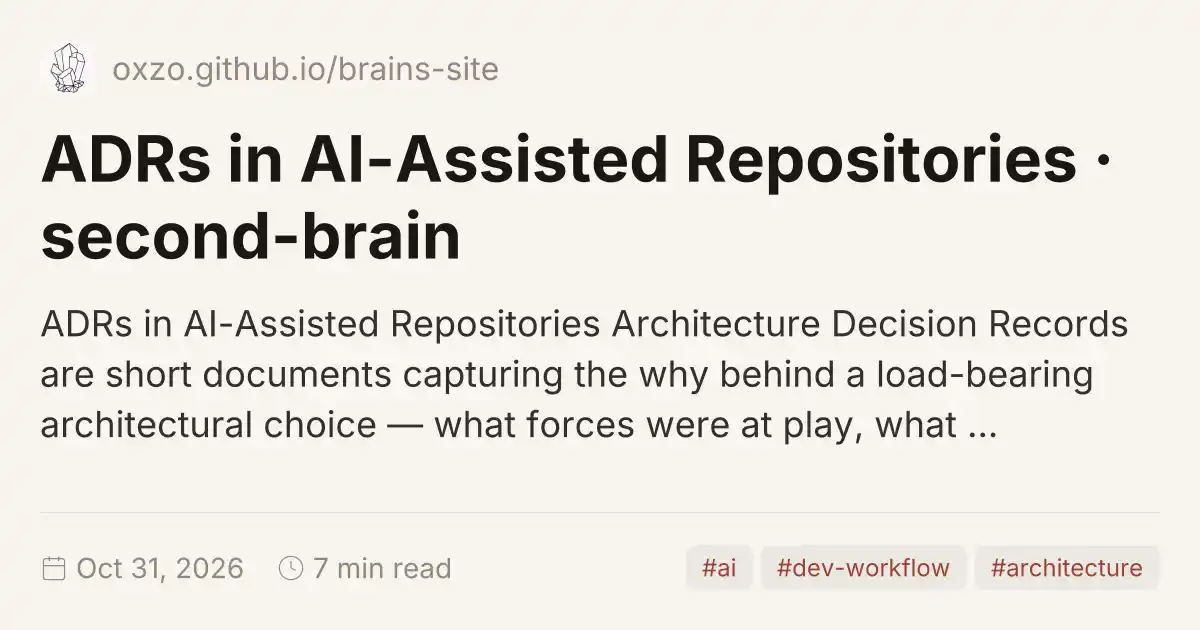 oxzo.github.io/brains-site
ADRs in AI-Assisted Repositories ·
second-brain
ADRs in AI-Assisted Repositories Architecture Decision Records
are short documents capturing the why behind a load-bearing
architectural choice — what forces were at play, what ...
Oct 31, 2026 7 min read #ai #dev-workflow #architecture